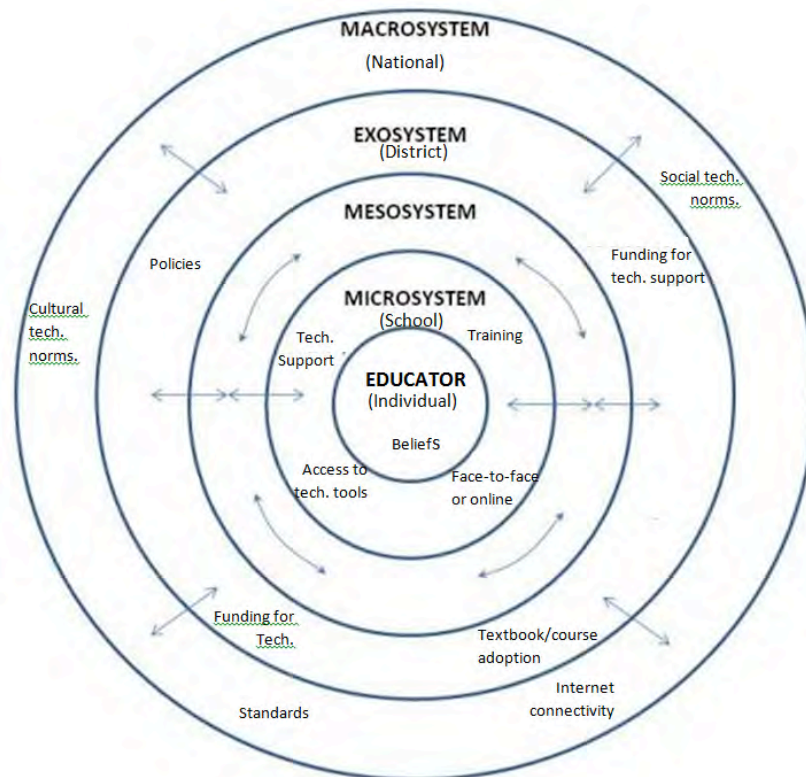 MACROSYSTEM
(National)
EXOSYSTEM
(District)
Social tech.
norms.
MESOSYSTEM
Policies
Funding for
tech. support
Cultural
tech.
norms.
MICROSYSTEM
(School)
Tech.
Support
Training
EDUCATOR
(Individual)
BeliefS
Access to
tech. tools
Face-to-face
or online
Funding for
Tech.
Textbook/course
adoption
Internet
connectivity
Standards